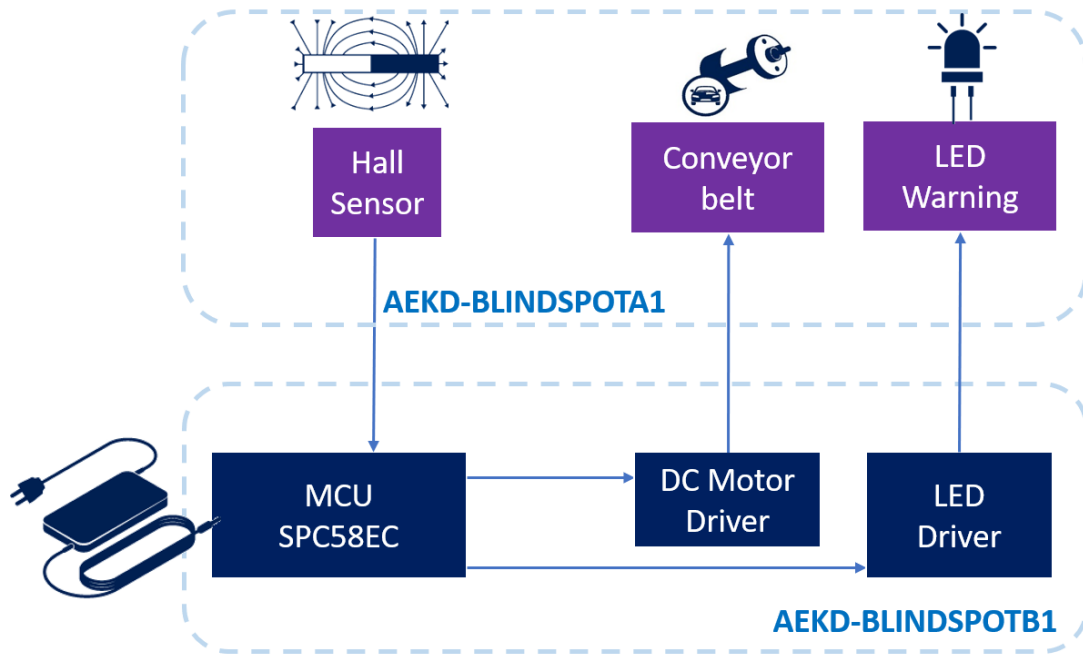 Hall
Sensor
Conveyor
belt
LED
Warning
AEKD-BLINDSPOTA1
MCU
SPC58EC
DC Motor
Driver
LED
Driver
AEKD-BLINDSPOTB1